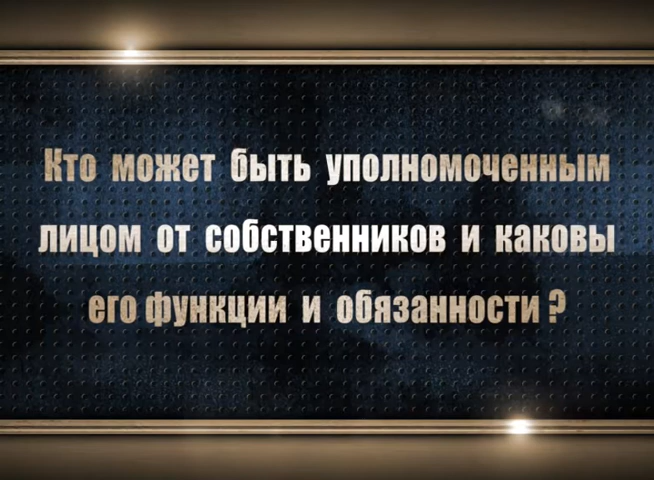 Кто может быть уполномоченным
лицом от собственников и каковы
его функции и обязанности ?